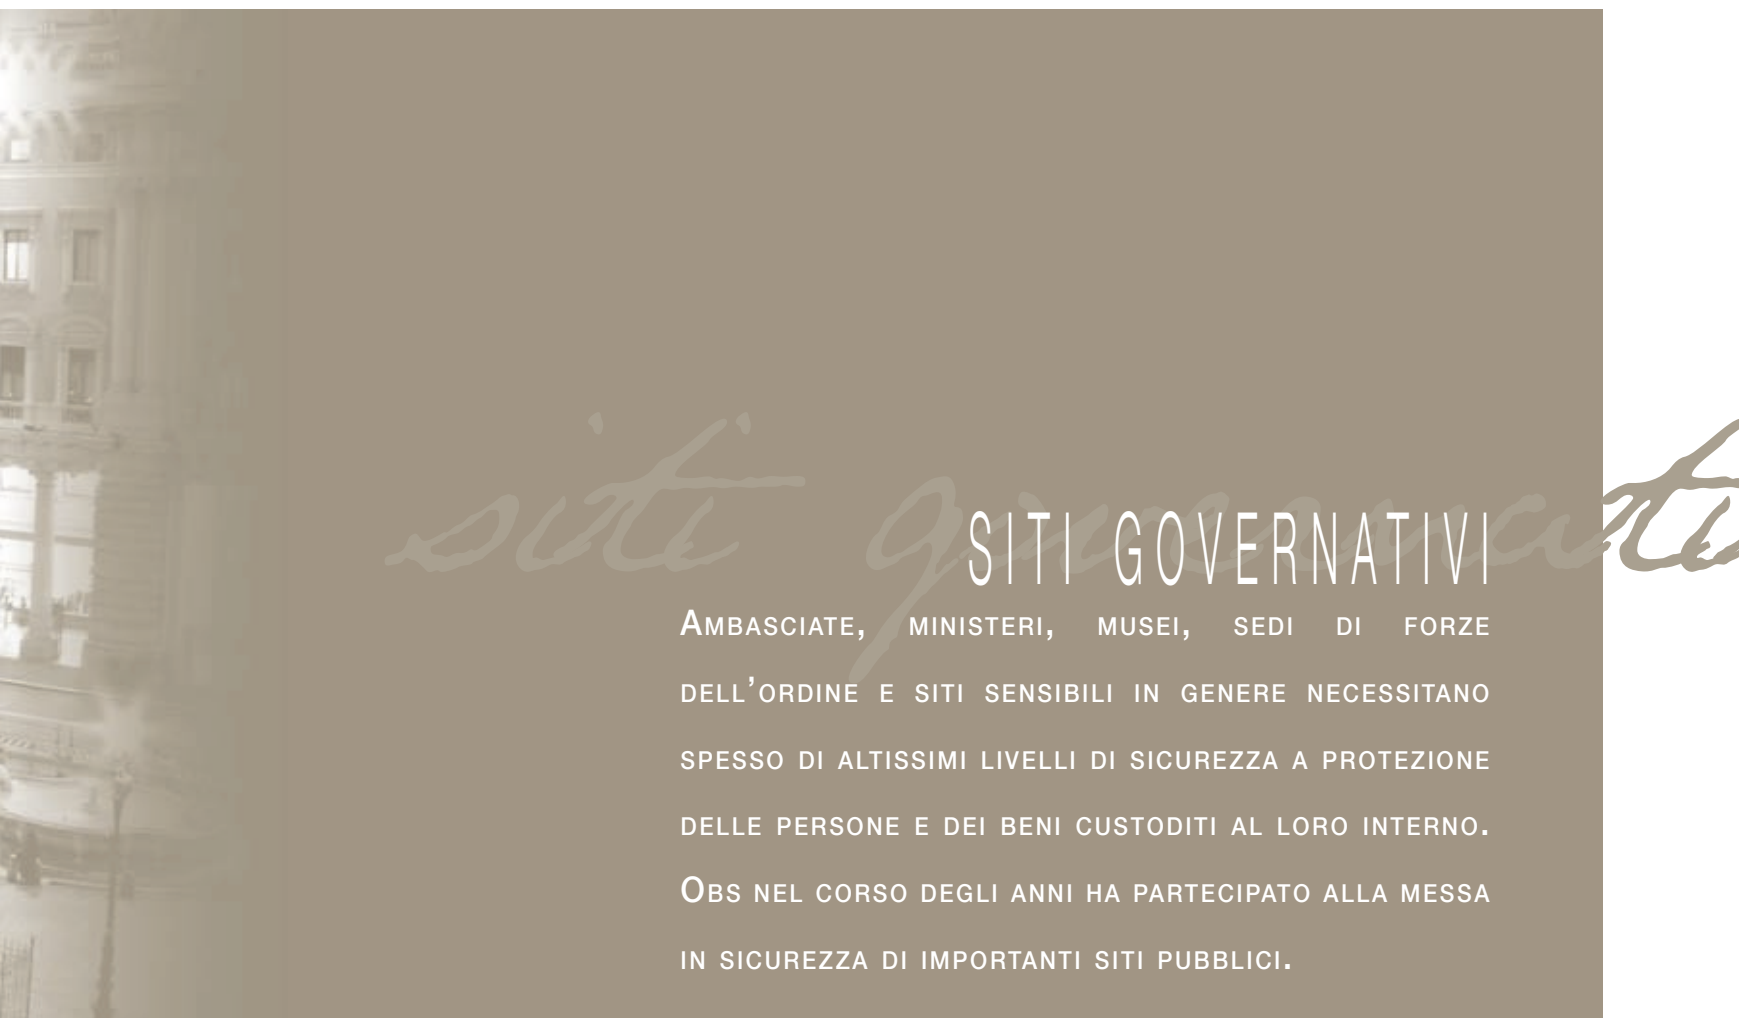 siti governati
SITI GOVERNATIVI
Ambasciate, ministeri, musei, sedi di forze
dell'ordine e siti sensibili in genere necessitano
spesso di altissimi livelli di sicurezza a protezione
delle persone e dei beni custoditi al loro interno.
Obs nel corso degli anni ha partecipato alla messa
in sicurezza di importanti siti pubblici.